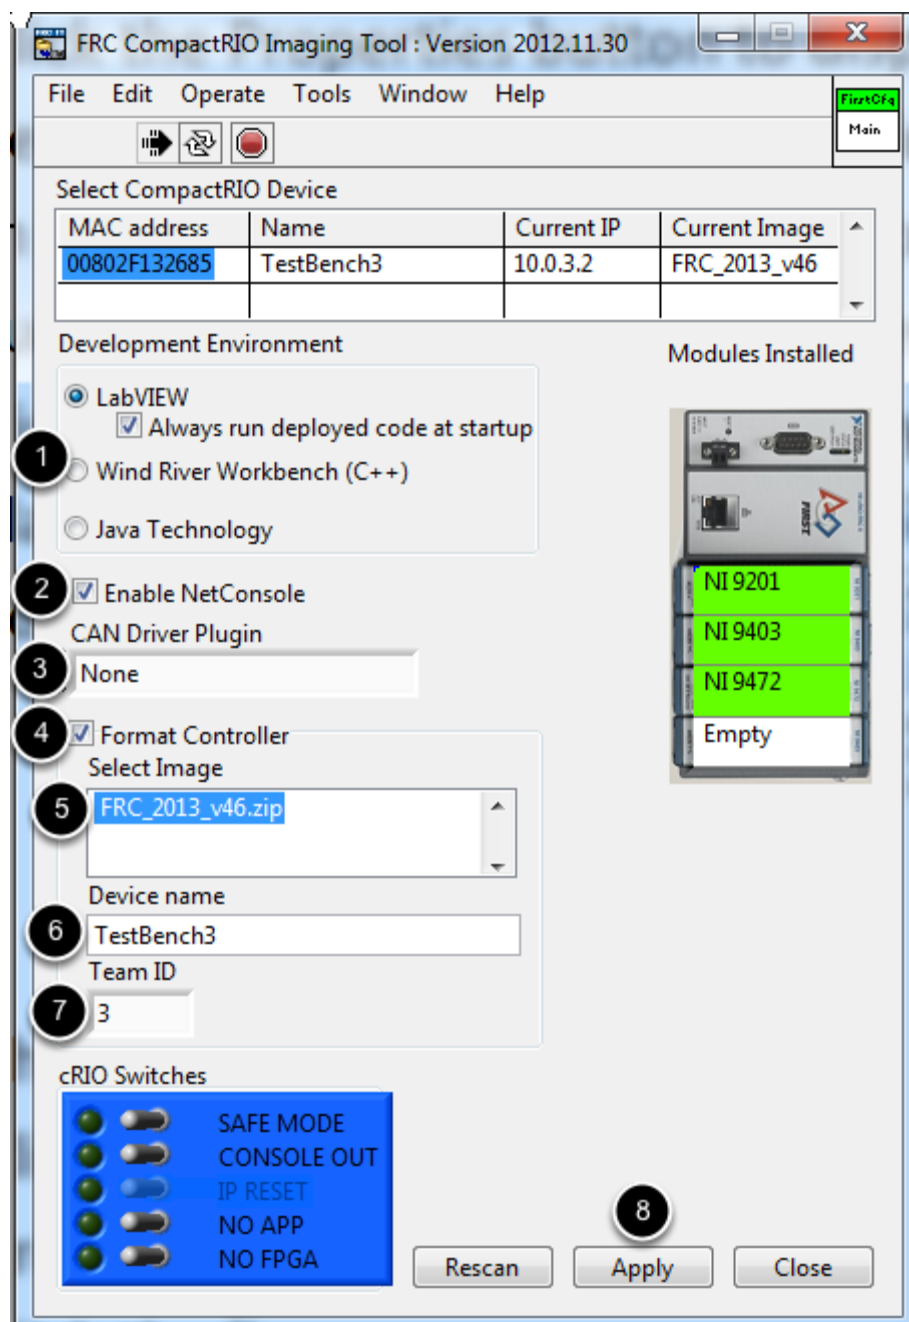 FRC CompactRIO Imaging Tool : Version 2012.11.30
File Edit Operate Tools Window Help
FirstCfg
Main
Select CompactRIO Device
MAC address Name Current IP Current Image
00802F132685 TestBench3 10.0.3.2 FRC_2013_v46
Development Environment
Modules Installed
LabVIEW
Always run deployed code at startup
1
Wind River Workbench (C++)
Java Technology
FIRST
2
Enable NetConsole
NI 9201
CAN Driver Plugin
NI 9403
3
None
NI 9472
4
Format Controller
Empty
Select Image
5
FRC_2013_v46.zip
Device name
6
TestBench3
Team ID
7
3
cRIO Switches
SAFE MODE
CONSOLE OUT
IP RESET
NO APP
NO FPGA
8
Rescan Apply Close